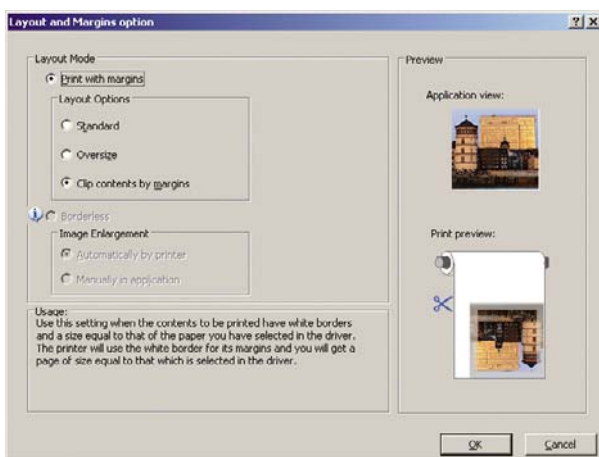 Layout and Margins option
Layout Mode
Print with margins
Layout Options
Standard
Oversize
Clip contents by margins
Borderless
Image Enlargement
Automatically by printer
Manually in application
Usage:
Use this setting when the contents to be printed have white borders
and a size equal to that of the paper you have selected in the driver.
The printer will use the white border for its margins and you will get a
page of size equal to that which is selected in the driver.
Preview
Application view:
Print preview:
OK
Cancel